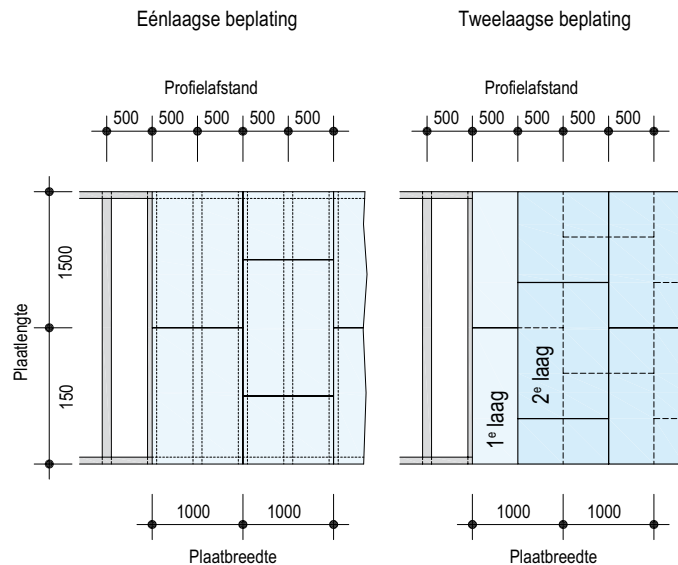 Eénlaagse beplating
Tweelaagse beplating
Profielafstand
Profielafstand
500 500 500 500 500
500 500 500 500 500
Plaatlengte
1500
150
1e laag
2e laag
1000 1000
1000 1000
Plaatbreedte
Plaatbreedte